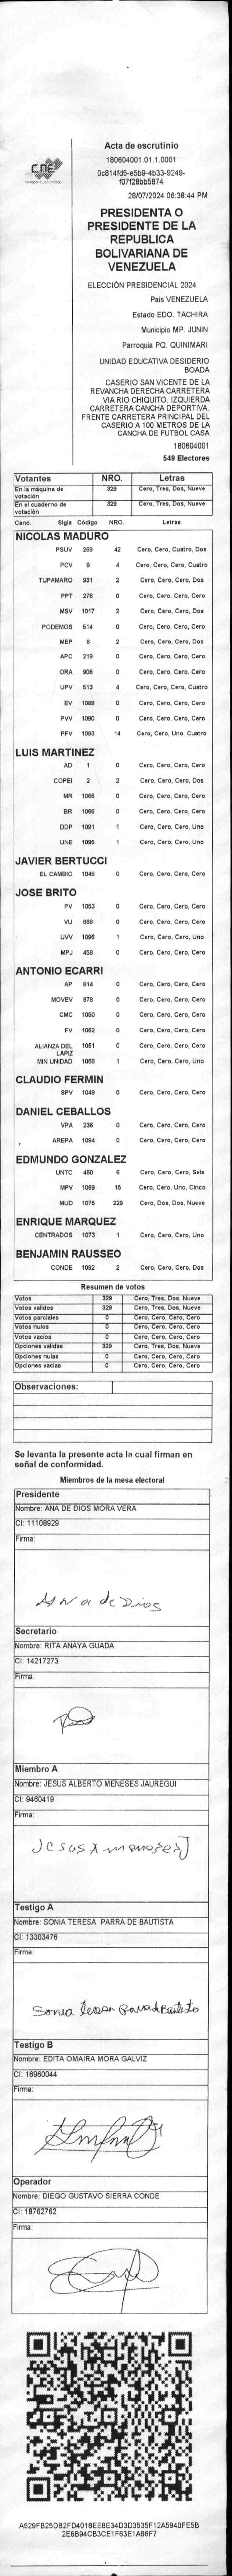 CNE
Acta de escrutinio
180604001.01.1.0001
0c814fd5-e5b9-4b33-9249-
f07f28bb5874
28/07/2024 06:38:44 PM
PRESIDENTA O
PRESIDENTE DE LA
REPUBLICA
BOLIVARIANA DE
VENEZUELA
ELECCIÓN PRESIDENCIAL 2024
Pais VENEZUELA
Estado EDO. TACHIRA
Municipio MP. JUNIN
Parroquia PQ. QUINIMARI
UNIDAD EDUCATIVA DESIDERIO
BOADA
CASERIO SAN VICENTE DE LA
REVANCHA DERECHA CARRETERA
VIA RIO CHIQUITO. IZQUIERDA
CARRETERA CANCHA DEPORTIVA.
FRENTE CARRETERA PRINCIPAL DEL
CASERIO A 100 METROS DE LA
CANCHA DE FUTBOL CASA
180604001
549 Electores
Votantes NRO. Letras
En la máquina de votación 329 Cero, Tres, Dos, Nueve
En el cuaderno de votación 329 Cero, Tres, Dos, Nueve
Cand. Sigla Código NRO. Letras
NICOLAS MADURO
PSUV 269 42 Cero, Cero, Cuatro, Dos
PCV 9 4 Cero, Cero, Cero, Cuatro
TUPAMARO 931 2 Cero, Cero, Cero, Dos
PPT 276 0 Cero, Cero, Cero, Cero
MSV 1017 2 Cero, Cero, Cero, Dos
PODEMOS 514 0 Cero, Cero, Cero, Cero
MEP 6 2 Cero, Cero, Cero, Dos
APC 219 0 Cero, Cero, Cero, Cero
ORA 906 0 Cero, Cero, Cero, Cero
UPV 513 4 Cero, Cero, Cero, Cuatro
EV 1089 0 Cero, Cero, Cero, Cero
PVV 1090 0 Cero, Cero, Cero, Cero
PFV 1093 14 Cero, Cero, Uno, Cuatro
LUIS MARTINEZ
AD 1 0 Cero, Cero, Cero, Cero
COPEI 2 2 Cero, Cero, Cero, Dos
MR 1065 0 Cero, Cero, Cero, Cero
BR 1066 0 Cero, Cero, Cero, Cero
DDP 1091 1 Cero, Cero, Cero, Uno
UNE 1095 1 Cero, Cero, Cero, Uno
JAVIER BERTUCCI
EL CAMBIO 1048 0 Cero, Cero, Cero, Cero
JOSE BRITO
PV 1053 0 Cero, Cero, Cero, Cero
VU 868 0 Cero, Cero, Cero, Cero
UVV 1096 1 Cero, Cero, Cero, Uno
MPJ 458 0 Cero, Cero, Cero, Cero
ANTONIO ECARRI
AP 814 0 Cero, Cero, Cero, Cero
MOVEV 878 0 Cero, Cero, Cero, Cero
CMC 1050 0 Cero, Cero, Cero, Cero
FV 1062 0 Cero, Cero, Cero, Cero
ALIANZA DEL LAPIZ 1051 0 Cero, Cero, Cero, Cero
MIN UNIDAD 1068 1 Cero, Cero, Cero, Uno
CLAUDIO FERMIN
SPV 1049 0 Cero, Cero, Cero, Cero
DANIEL CEBALLOS
VPA 236 0 Cero, Cero, Cero, Cero
AREPA 1094 0 Cero, Cero, Cero, Cero
EDMUNDO GONZALEZ
UNTC 460 6 Cero, Cero, Cero, Seis
MPV 1069 15 Cero, Cero, Uno, Cinco
MUD 1075 229 Cero, Dos, Dos, Nueve
ENRIQUE MARQUEZ
CENTRADOS 1073 1 Cero, Cero, Cero, Uno
BENJAMIN RAUSSEO
CONDE 1092 2 Cero, Cero, Cero, Dos
Resumen de votos
Votos 329 Cero, Tres, Dos, Nueve
Votos validos 329 Cero, Tres, Dos, Nueve
Votos parciales 0 Cero, Cero, Cero, Cero
Votos nulos 0 Cero, Cero, Cero, Cero
Votos vacios 0 Cero, Cero, Cero, Cero
Opciones validas 329 Cero, Tres, Dos, Nueve
Opciones nulas 0 Cero, Cero, Cero, Cero
Opciones vacias 0 Cero, Cero, Cero, Cero
Observaciones:
Se levanta la presente acta la cual firman en
señal de conformidad.
Miembros de la mesa electoral
Presidente
Nombre: ANA DE DIOS MORA VERA
CI: 11108929
Firma:
Ana de Dios
Secretario
Nombre: RITA ANAYA GUADA
CI: 14217273
Firma:
Miembro A
Nombre: JESUS ALBERTO MENESES JAUREGUI
CI: 9460419
Firma:
Jesus A meneses J
Testigo A
Nombre: SONIA TERESA PARRA DE BAUTISTA
CI: 13303476
Firma:
Sonia Teresa Parra d Bautista
Testigo B
Nombre: EDITA OMAIRA MORA GALVIZ
CI: 16960044
Firma:
Operador
Nombre: DIEGO GUSTAVO SIERRA CONDE
CI: 18762762
Firma:
A529FB25DB2FD4018EE8E34D3D3535F12A5940FE5B
2E6B94CB3CE1F63E1A86F7